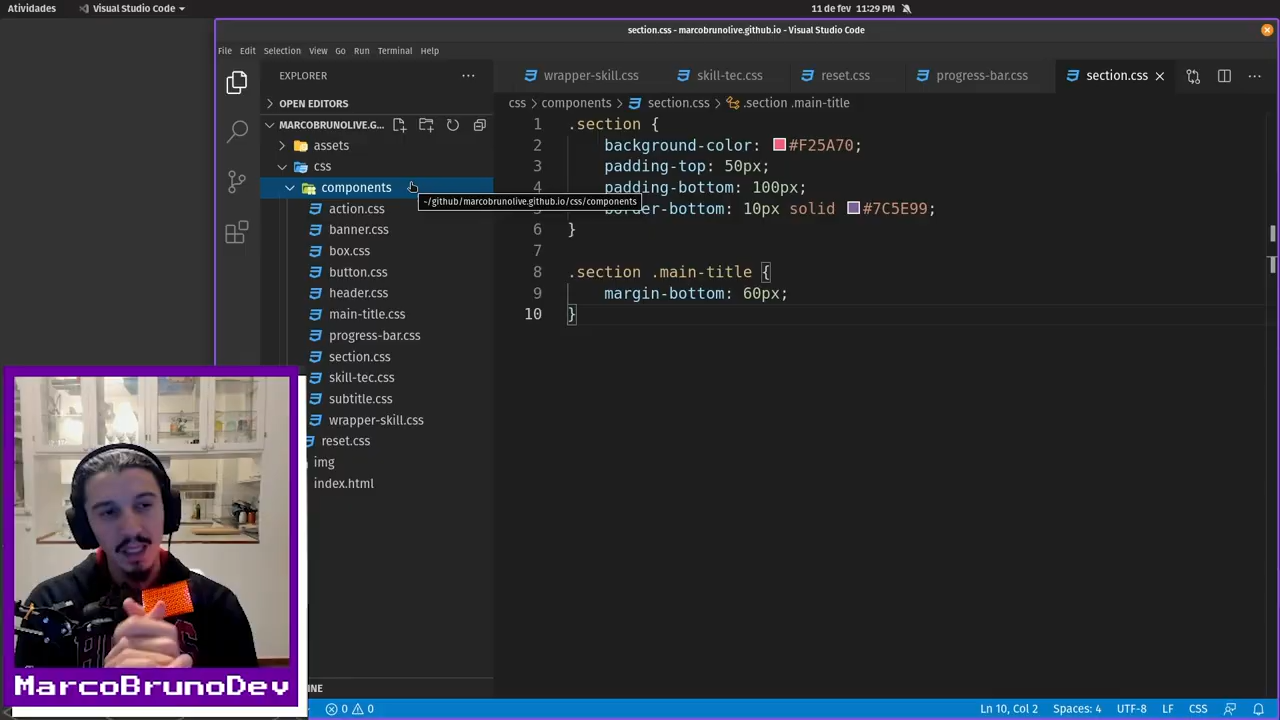 Atividades
Visual Studio Code
11 de fev 11:29 PM
section.css - marcobrunolive.github.io - Visual Studio Code
File Edit Selection View Go Run Terminal Help
EXPLORER
wrapper-skill.css
skill-tec.css
reset.css
progress-bar.css
section.css
OPEN EDITORS
css > components > section.css > .section .main-title
MARCOBRUNOLIVE.G...
assets
css
components
~/github/marcobrunolive.github.io/css/components
action.css
banner.css
box.css
button.css
header.css
main-title.css
progress-bar.css
section.css
skill-tec.css
subtitle.css
wrapper-skill.css
reset.css
img
index.html
1 .section {
2 background-color: #F25A70;
3 padding-top: 50px;
4 padding-bottom: 100px;
border-bottom: 10px solid #7C5E99;
6 }
7
8 .section .main-title {
9 margin-bottom: 60px;
10 }
MarcoBrunoDev
INE
0 0
Ln 10, Col 2 Spaces: 4 UTF-8 LF CSS